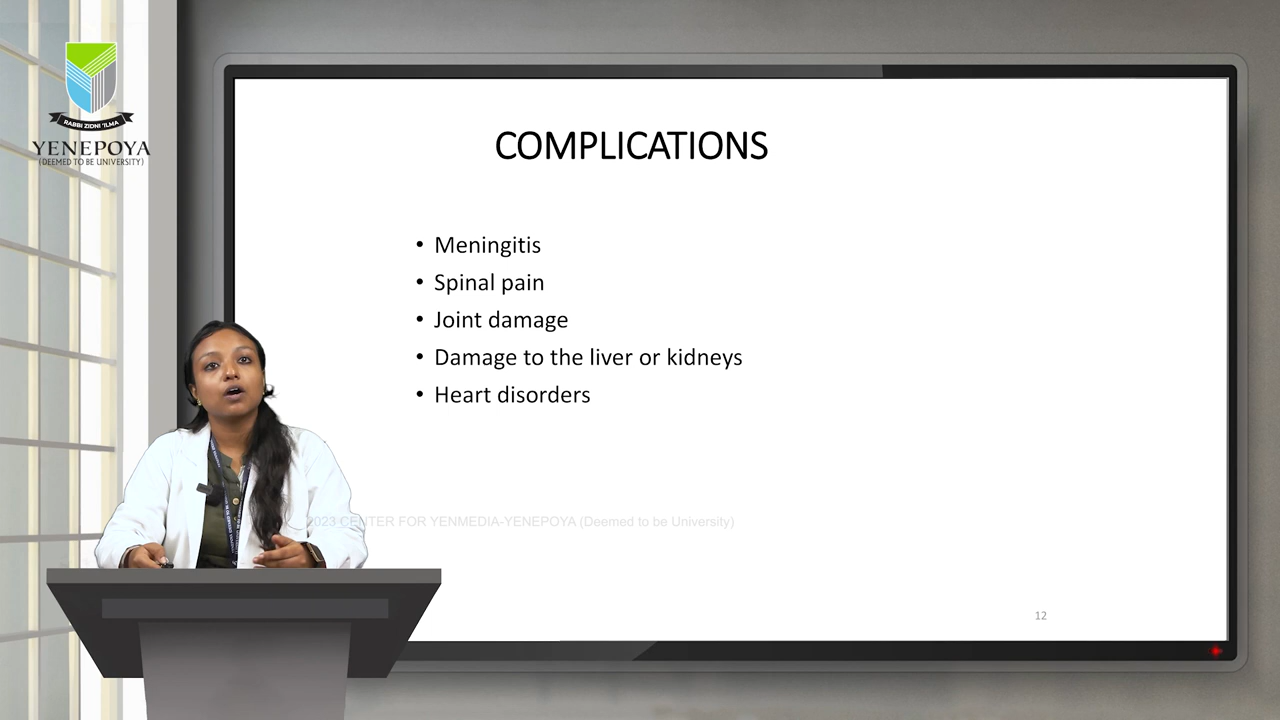 RABBI ZIDNI 'ILMA
YENEPOYA
(DEEMED TO BE UNIVERSITY)
COMPLICATIONS
• Meningitis
• Spinal pain
• Joint damage
• Damage to the liver or kidneys
• Heart disorders
2023 CENTER FOR YENMEDIA-YENEPOYA (Deemed to be University)
12